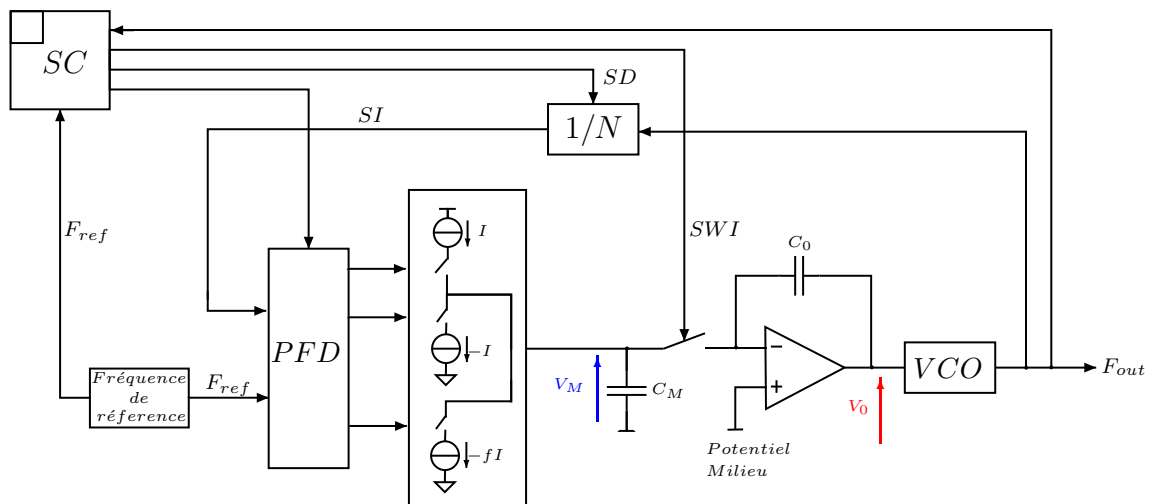 SC
SD
SI
1/N
F_ref
SWI
I
C_0
-I
PFD
Fréquence
de
réference
F_ref
V_M
C_M
−
+
VCO
F_out
V_0
-fI
Potentiel
Milieu